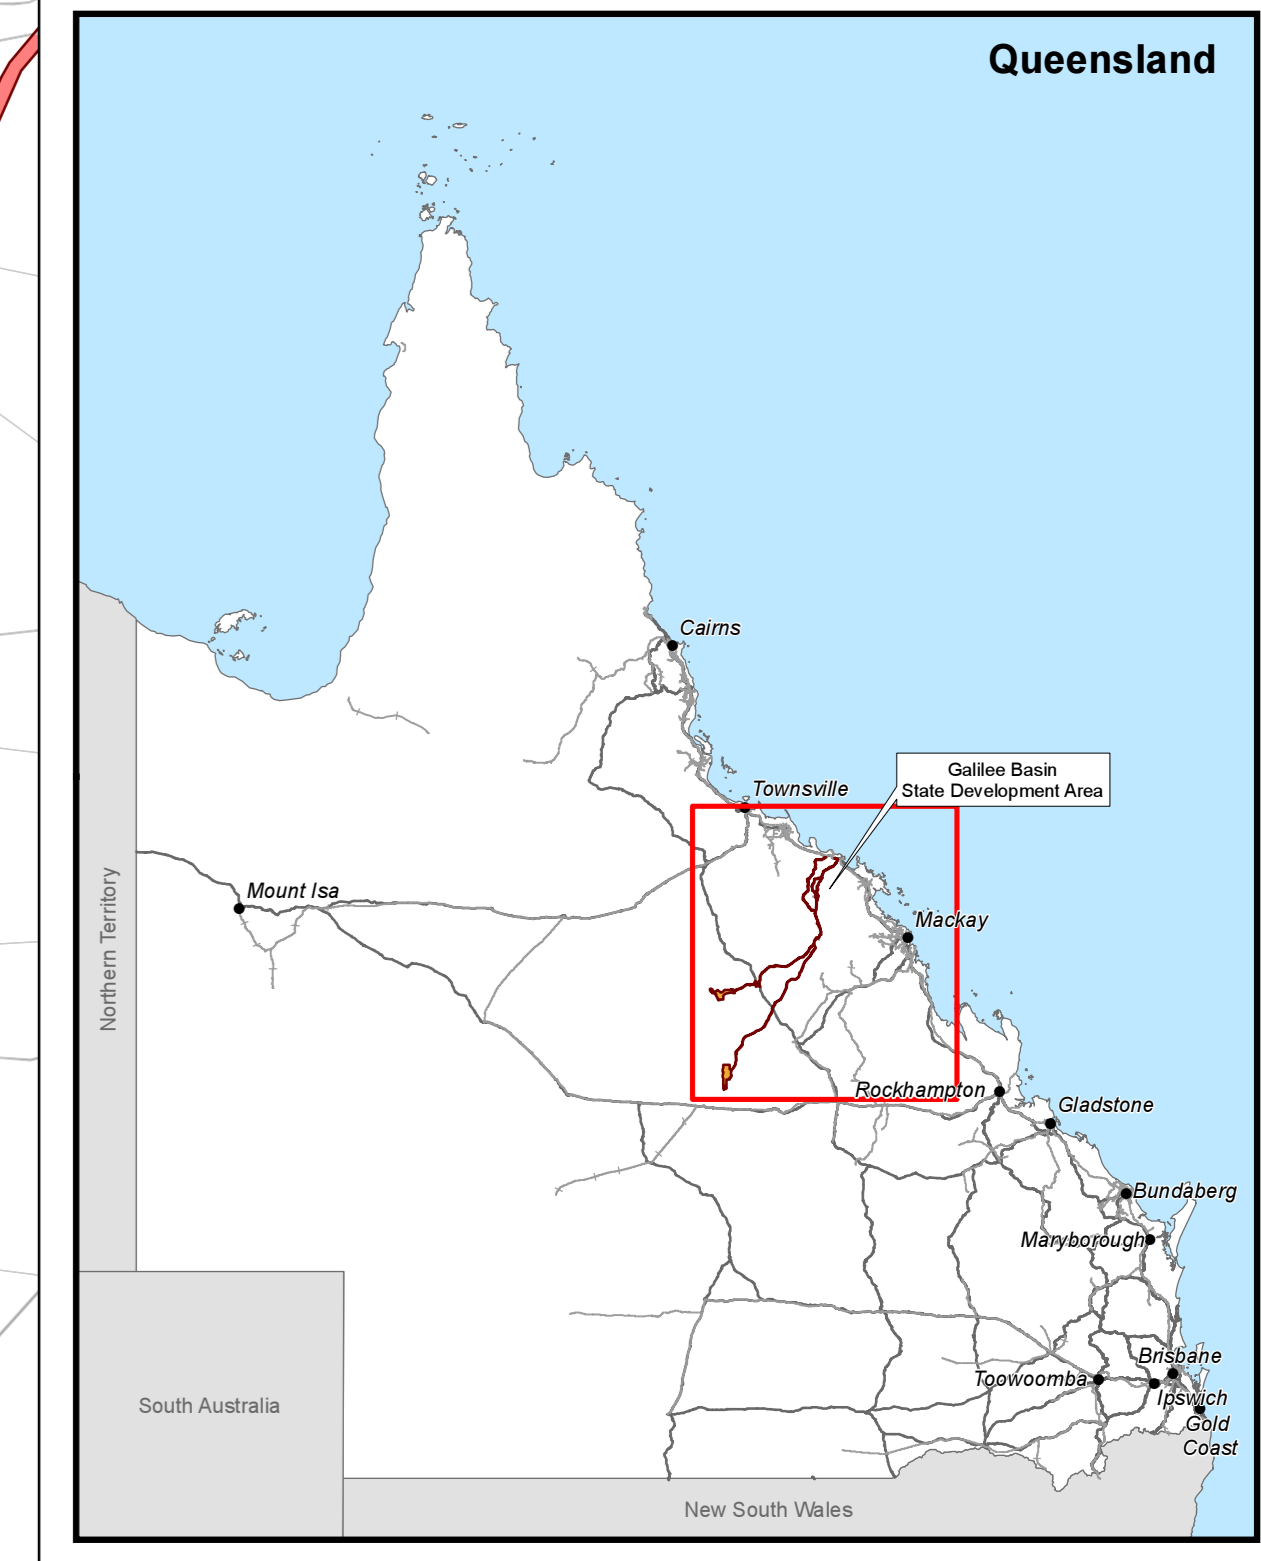 Queensland
Cairns
Galilee Basin
State Development Area
Townsville
Mount Isa
Mackay
Northern Territory
Rockhampton
Gladstone
Bundaberg
Maryborough
Brisbane
Toowoomba
Ipswich
Gold
Coast
South Australia
New South Wales